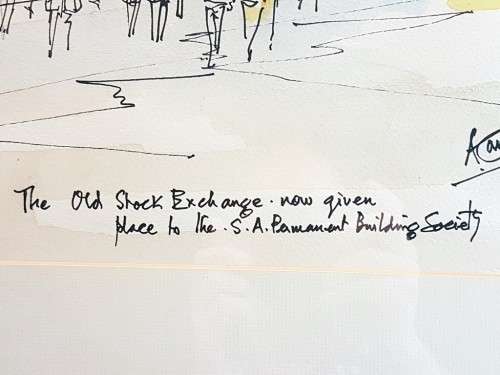 The Old Stock Exchange. now given
place to the. S.A. Permanent Building Society